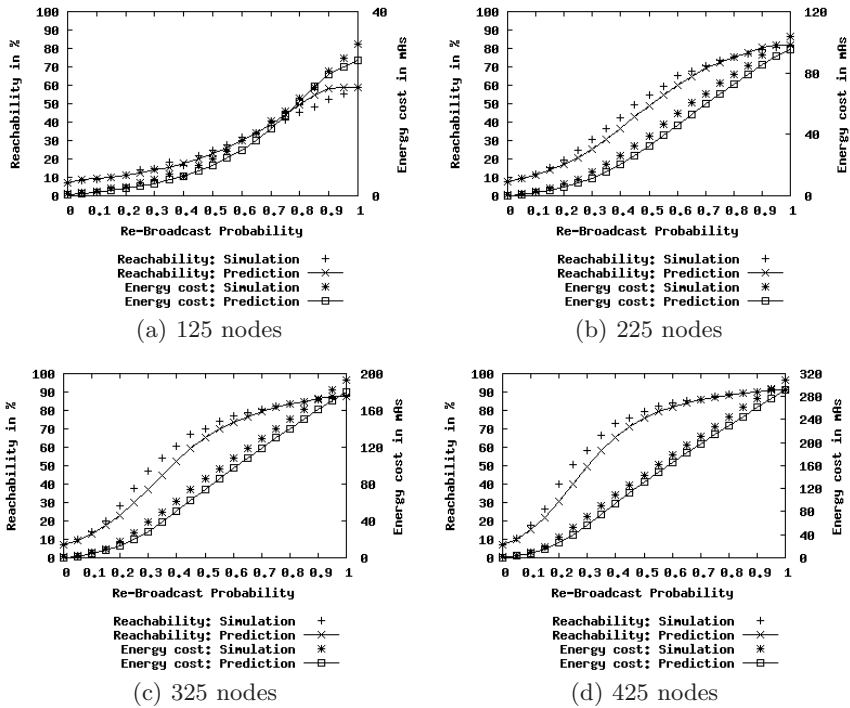 100
90
80
70
60
50
40
30
20
10
0
Reachability in %
40
0
Energy cost in mAs
0 0.1 0.2 0.3 0.4 0.5 0.6 0.7 0.8 0.9 1
Re-Broadcast Probability
Reachability: Simulation
Reachability: Prediction
Energy cost: Simulation
Energy cost: Prediction
(a) 125 nodes
100
90
80
70
60
50
40
30
20
10
0
Reachability in %
120
80
40
0
Energy cost in mAs
0 0.1 0.2 0.3 0.4 0.5 0.6 0.7 0.8 0.9 1
Re-Broadcast Probability
Reachability: Simulation
Reachability: Prediction
Energy cost: Simulation
Energy cost: Prediction
(b) 225 nodes
100
90
80
70
60
50
40
30
20
10
0
Reachability in %
200
160
120
80
40
0
Energy cost in mAs
0 0.1 0.2 0.3 0.4 0.5 0.6 0.7 0.8 0.9 1
Re-Broadcast Probability
Reachability: Simulation
Reachability: Prediction
Energy cost: Simulation
Energy cost: Prediction
(c) 325 nodes
100
90
80
70
60
50
40
30
20
10
0
Reachability in %
320
280
240
200
160
120
80
40
0
Energy cost in mAs
0 0.1 0.2 0.3 0.4 0.5 0.6 0.7 0.8 0.9 1
Re-Broadcast Probability
Reachability: Simulation
Reachability: Prediction
Energy cost: Simulation
Energy cost: Prediction
(d) 425 nodes